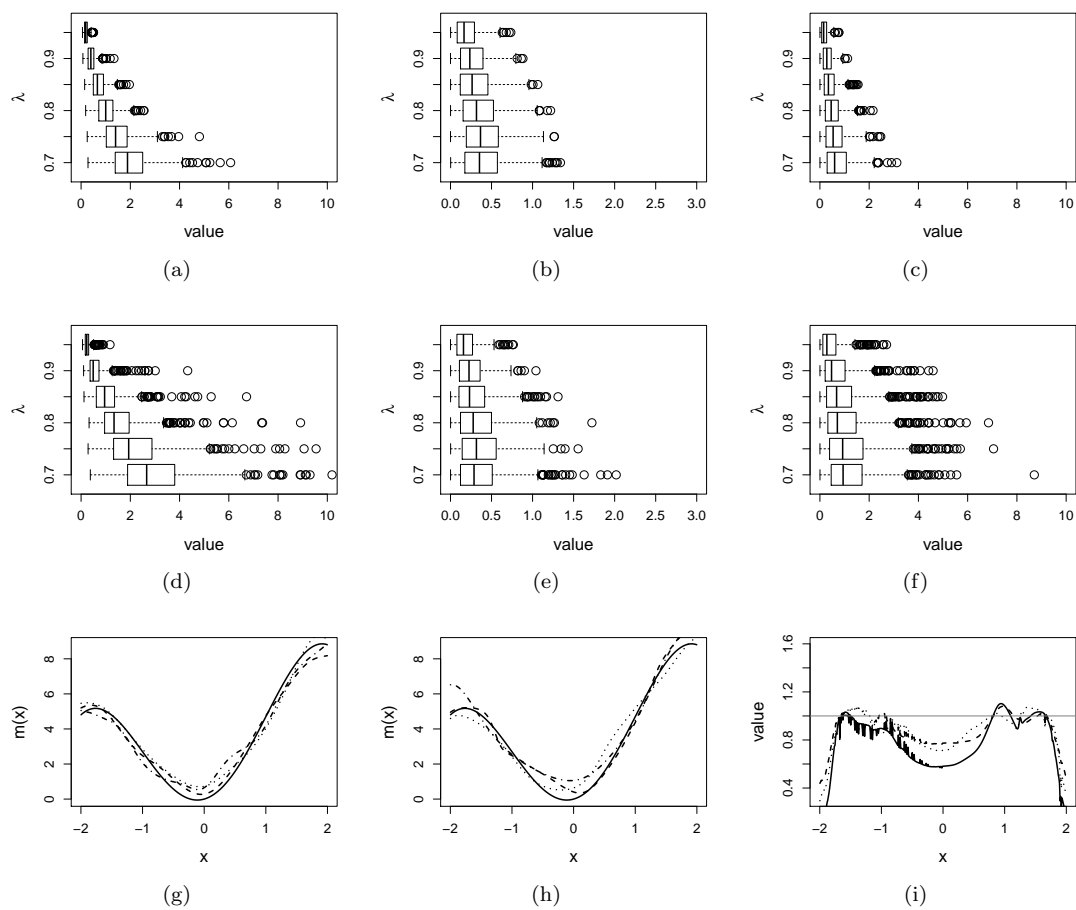 λ
0.9
0.8
0.7
0 2 4 6 8 10
value
(a)
λ
0.9
0.8
0.7
0.0 0.5 1.0 1.5 2.0 2.5 3.0
value
(b)
λ
0.9
0.8
0.7
0 2 4 6 8 10
value
(c)
λ
0.9
0.8
0.7
0 2 4 6 8 10
value
(d)
λ
0.9
0.8
0.7
0.0 0.5 1.0 1.5 2.0 2.5 3.0
value
(e)
λ
0.9
0.8
0.7
0 2 4 6 8 10
value
(f)
m(x)
8
6
4
2
0
−2 −1 0 1 2
x
(g)
m(x)
8
6
4
2
0
−2 −1 0 1 2
x
(h)
value
1.6
1.2
0.8
0.4
−2 −1 0 1 2
x
(i)